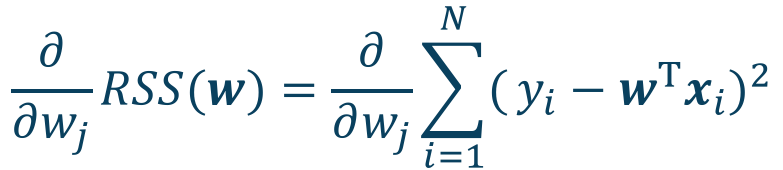 ∂/∂w_j RSS(w) = ∂/∂w_j ∑_{i=1}^{N} ( y_i − w^T x_i)^2